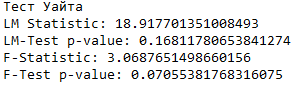 Тест Уайта
LM Statistic: 18.917701351008493
LM-Test p-value: 0.16811780653841274
F-Statistic: 3.0687651498660156
F-Test p-value: 0.07055381768316075